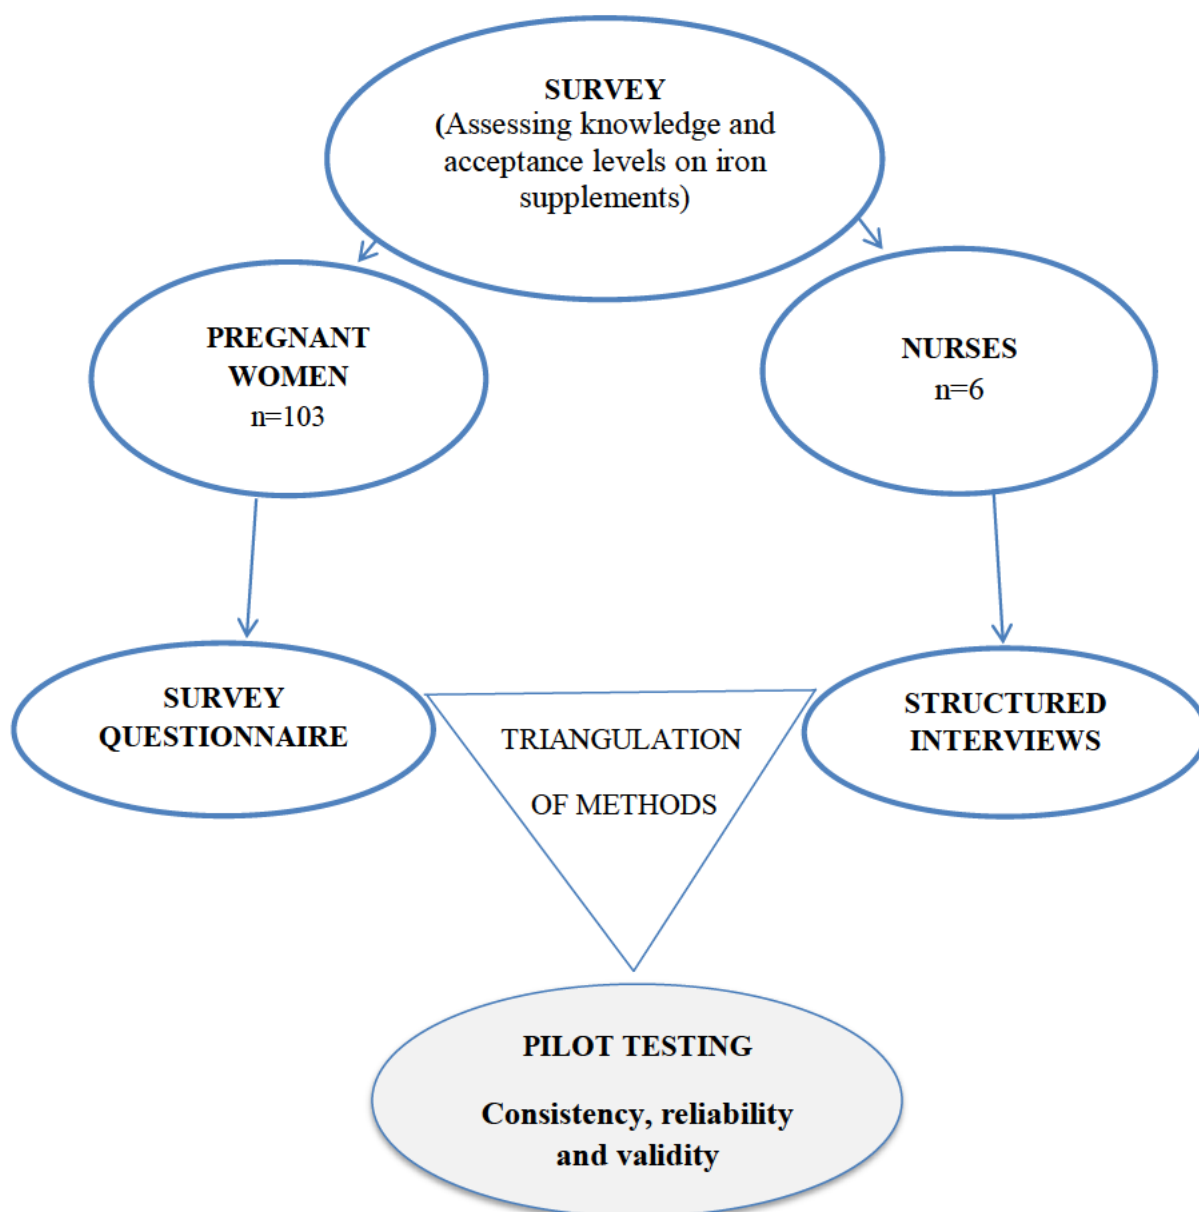 SURVEY
(Assessing knowledge and
acceptance levels on iron
supplements)
PREGNANT
WOMEN
n=103
NURSES
n=6
SURVEY
QUESTIONNAIRE
TRIANGULATION
OF METHODS
STRUCTURED
INTERVIEWS
PILOT TESTING
Consistency, reliability
and validity